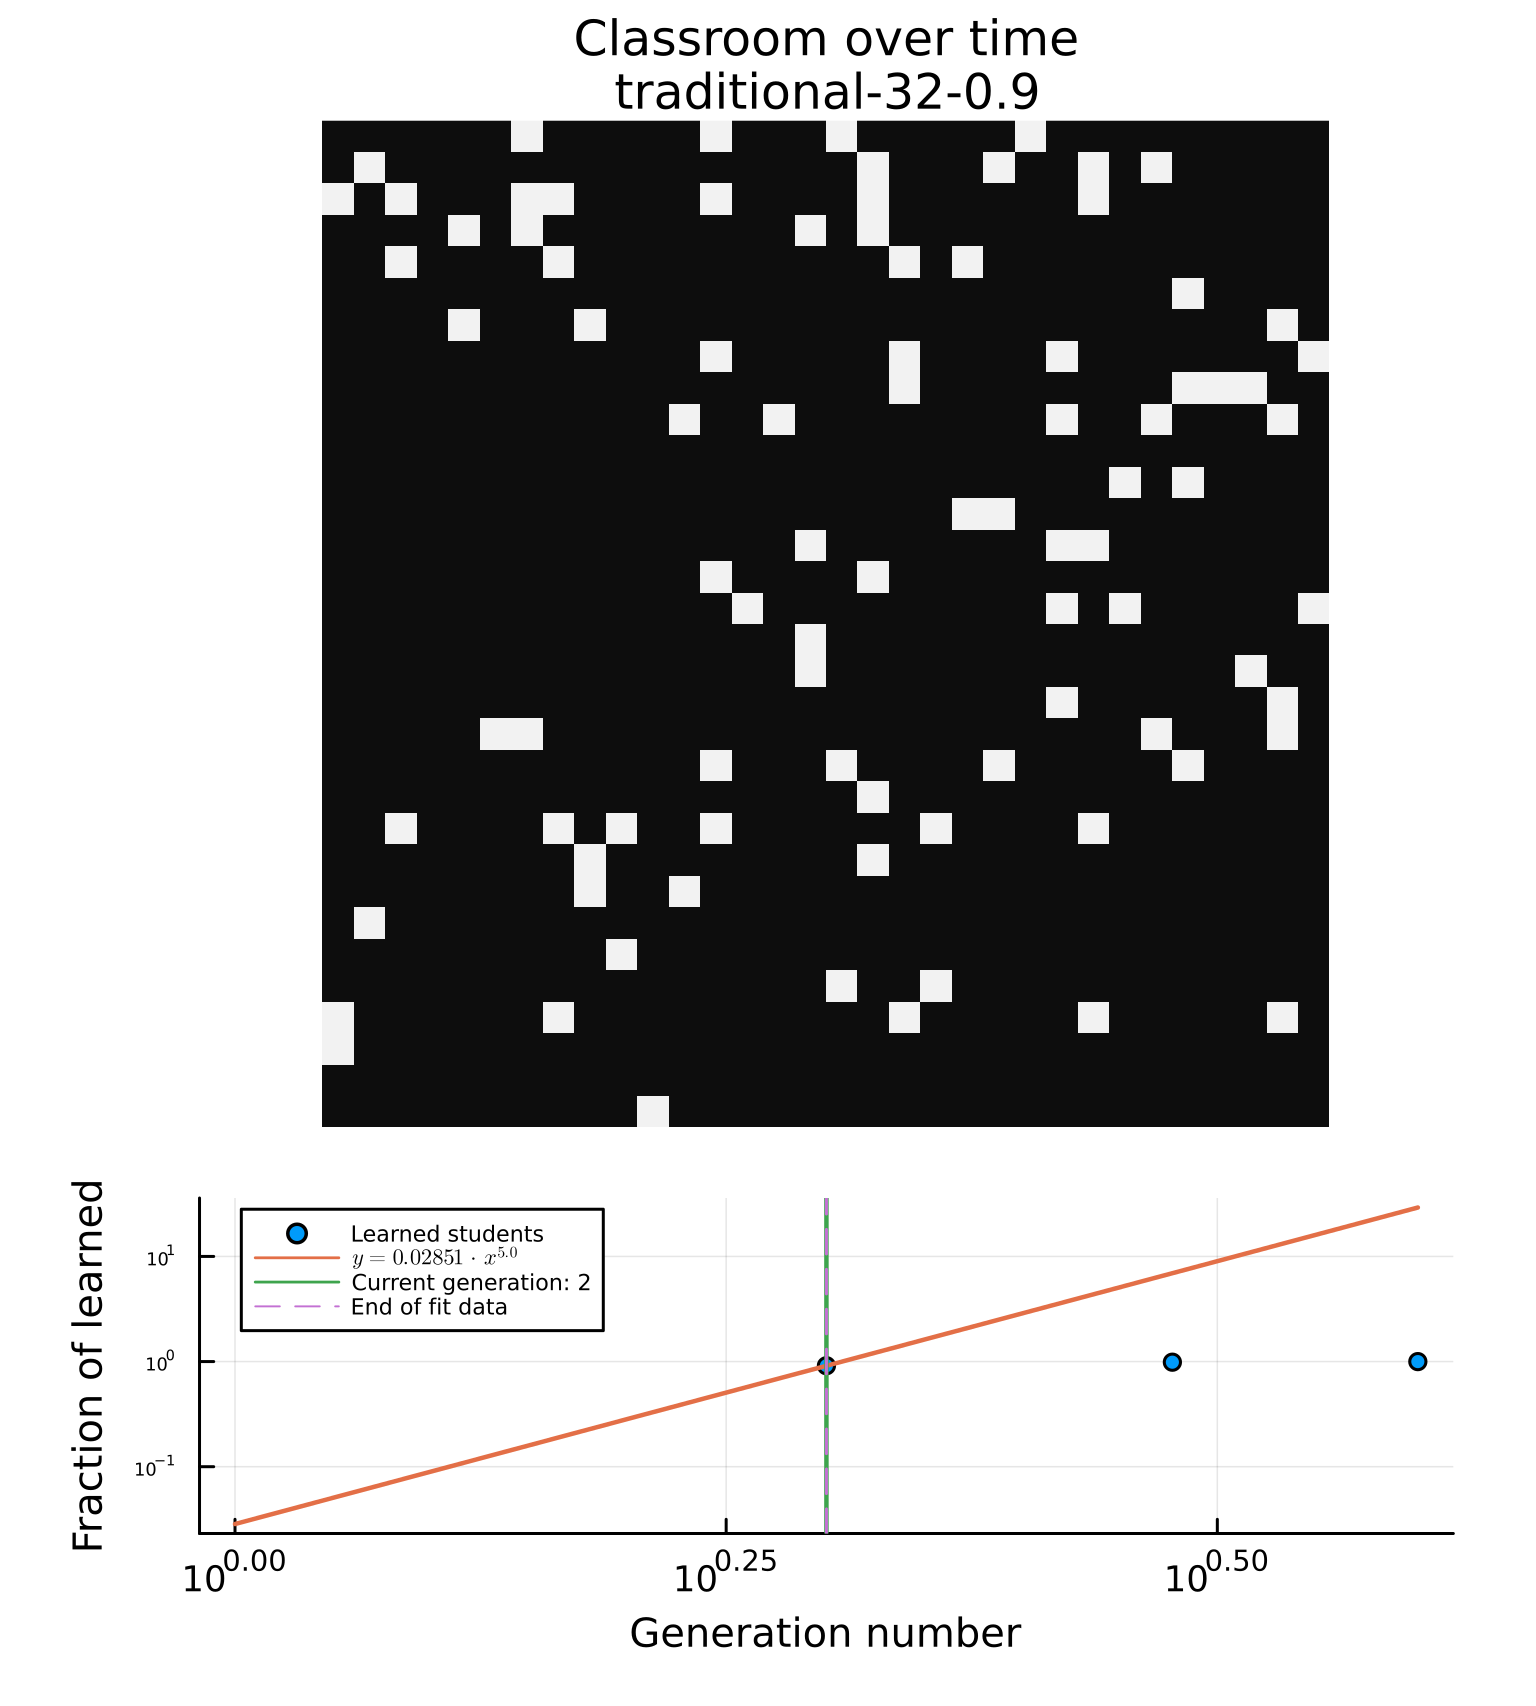 Classroom over time
traditional-32-0.9
Fraction of learned
Learned students
y = 0.02851 · x^5.0
Current generation: 2
End of fit data
10^1
10^0
10^−1
10^0.00
10^0.25
10^0.50
Generation number